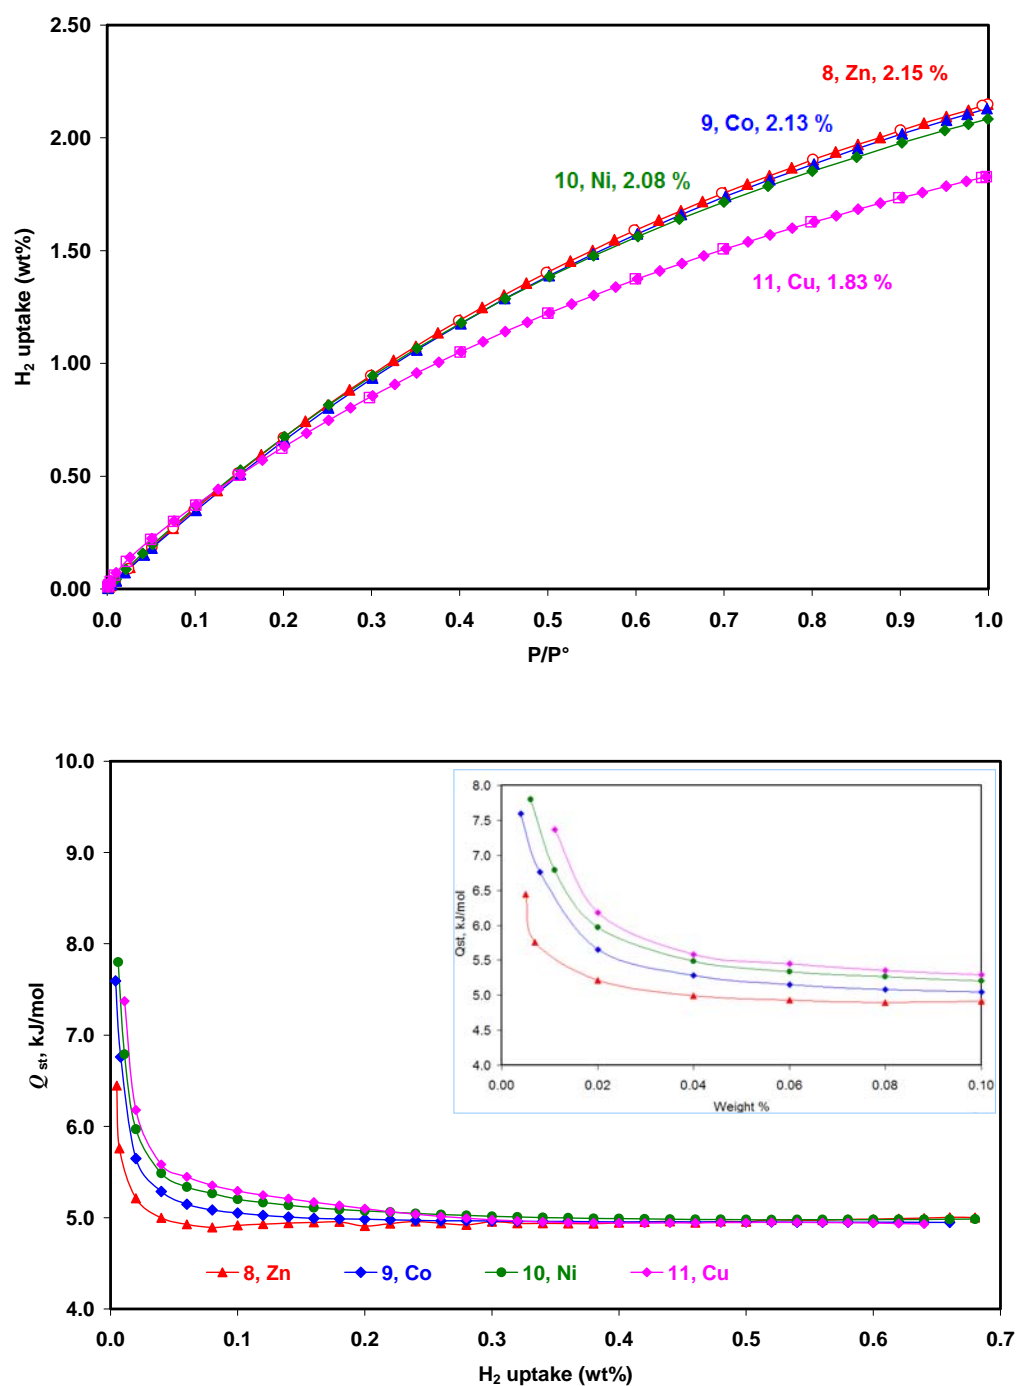 2.50
2.00
1.50
1.00
0.50
0.00
H2 uptake (wt%)
8, Zn, 2.15 %
9, Co, 2.13 %
10, Ni, 2.08 %
11, Cu, 1.83 %
0.0 0.1 0.2 0.3 0.4 0.5 0.6 0.7 0.8 0.9 1.0
P/P°
10.0
9.0
8.0
7.0
6.0
5.0
4.0
Q st, kJ/mol
8.0
7.5
7.0
6.5
6.0
5.5
5.0
4.5
4.0
Qst, kJ/mol
0.00 0.02 0.04 0.06 0.08 0.10
Weight %
8, Zn 9, Co 10, Ni 11, Cu
0.0 0.1 0.2 0.3 0.4 0.5 0.6 0.7
H2 uptake (wt%)